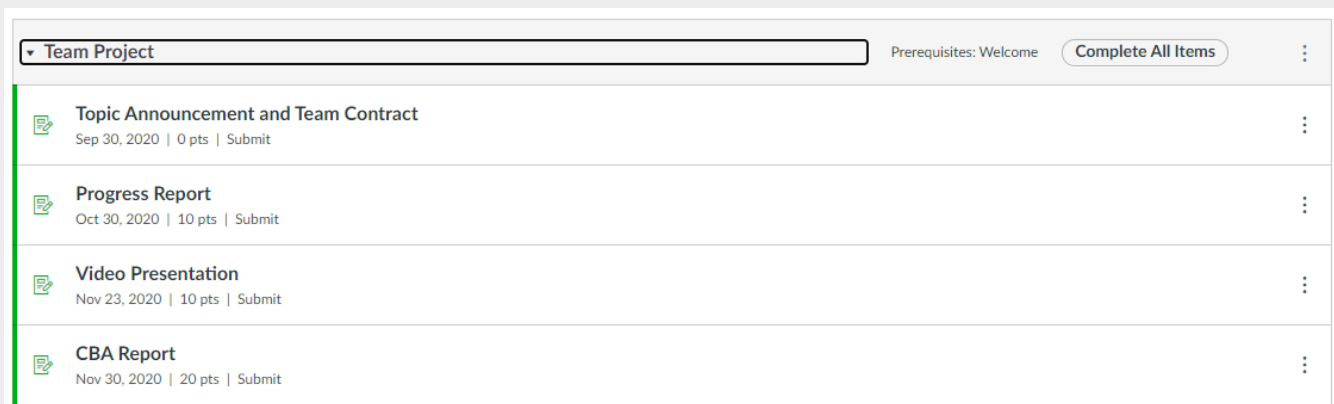 Team Project
Prerequisites: Welcome
Complete All Items
Topic Announcement and Team Contract
Sep 30, 2020 | 0 pts | Submit
Progress Report
Oct 30, 2020 | 10 pts | Submit
Video Presentation
Nov 23, 2020 | 10 pts | Submit
CBA Report
Nov 30, 2020 | 20 pts | Submit